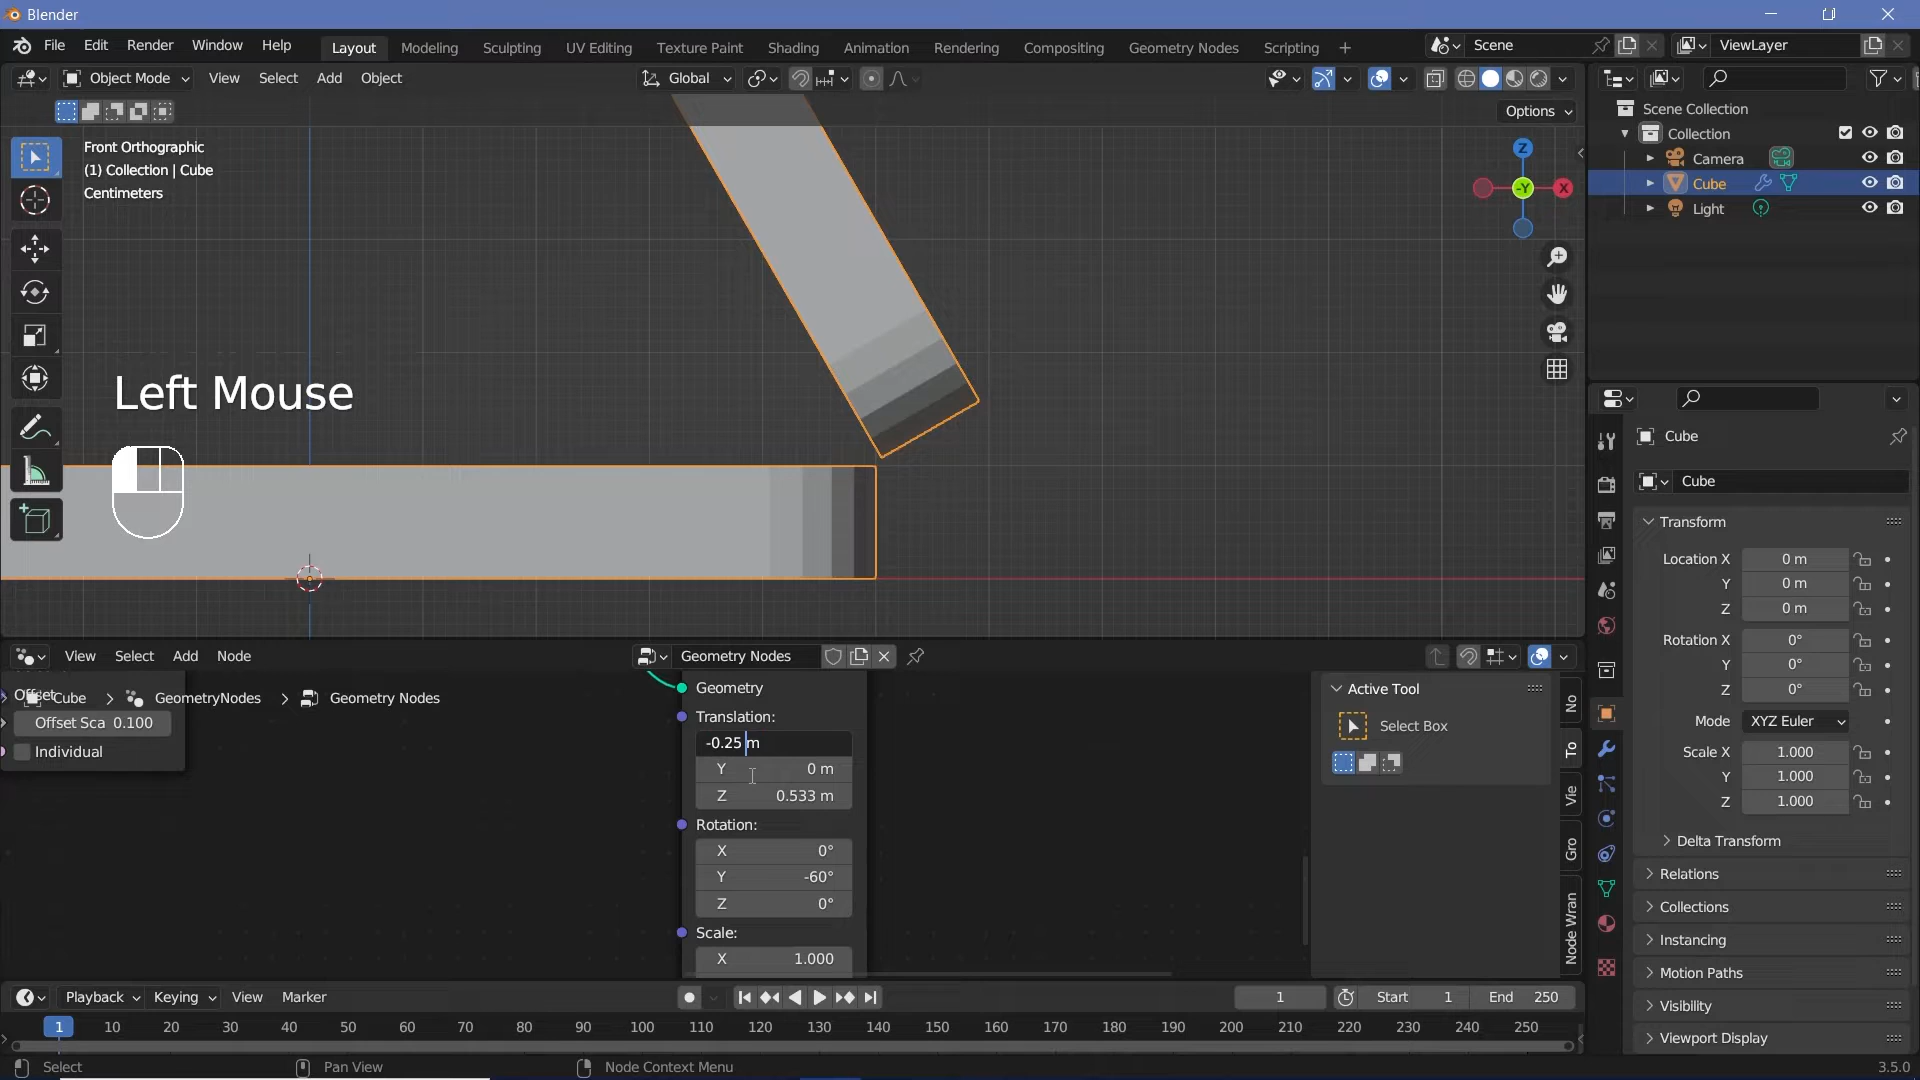 Blender
File Edit Render Window Help
Layout Modeling Sculpting UV Editing Texture Paint Shading Animation Rendering Compositing Geometry Nodes Scripting +
Scene
ViewLayer
Object Mode View Select Add Object
Global
Options
Front Orthographic
(1) Collection | Cube
Centimeters
Z
-Y
X
Scene Collection
Collection
Camera
Cube
Light
Left Mouse
Cube
Cube
Transform
Location X 0 m
Y 0 m
Z 0 m
Rotation X 0°
Y 0°
Z 0°
Mode XYZ Euler
Scale X 1.000
Y 1.000
Z 1.000
Delta Transform
Relations
Collections
Instancing
Motion Paths
Visibility
Viewport Display
View Select Add Node
Geometry Nodes
Offset
Cube > GeometryNodes > Geometry Nodes
Offset Sca 0.100
Individual
Geometry
Translation:
-0.25 m
Y 0 m
Z 0.533 m
Rotation:
X 0°
Y -60°
Z 0°
Scale:
X 1.000
Active Tool
Select Box
No
To
Vie
Gro
Node Wran
Playback Keying View Marker
1
Start 1
End 250
1 10 20 30 40 50 60 70 80 90 100 110 120 130 140 150 160 170 180 190 200 210 220 230 240 250
Select
Pan View
Node Context Menu
3.5.0